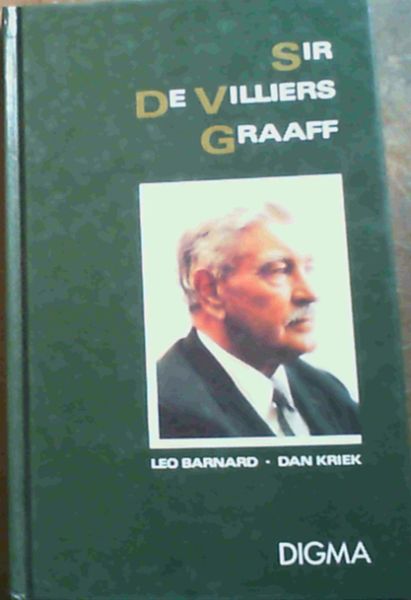 SIR
DE VILLIERS
GRAAFF
LEO BARNARD · DAN KRIEK
DIGMA